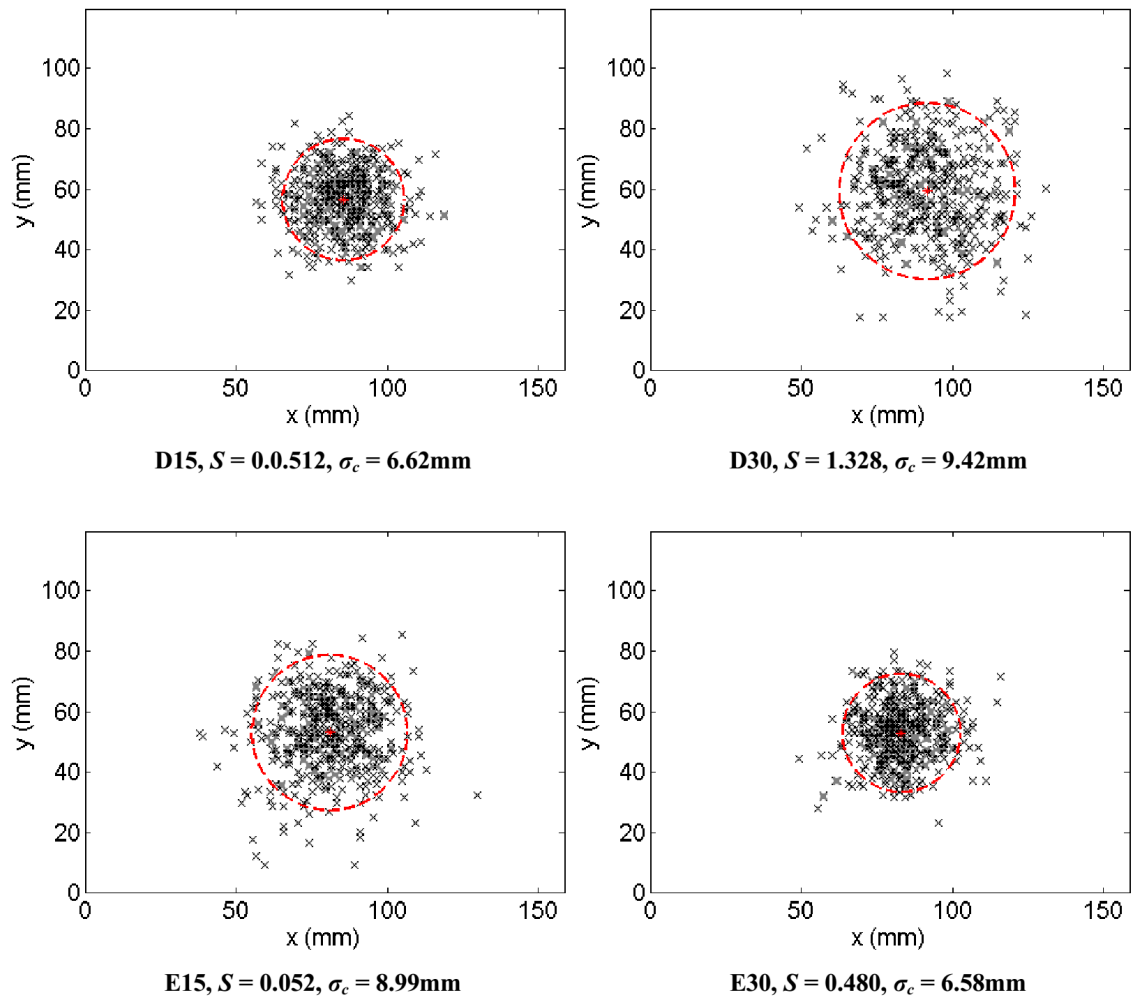 100
80
60
40
20
0
y (mm)
0 50 100 150
x (mm)
D15, S = 0.0.512, σc = 6.62mm
100
80
60
40
20
0
y (mm)
0 50 100 150
x (mm)
D30, S = 1.328, σc = 9.42mm
100
80
60
40
20
0
y (mm)
0 50 100 150
x (mm)
E15, S = 0.052, σc = 8.99mm
100
80
60
40
20
0
y (mm)
0 50 100 150
x (mm)
E30, S = 0.480, σc = 6.58mm